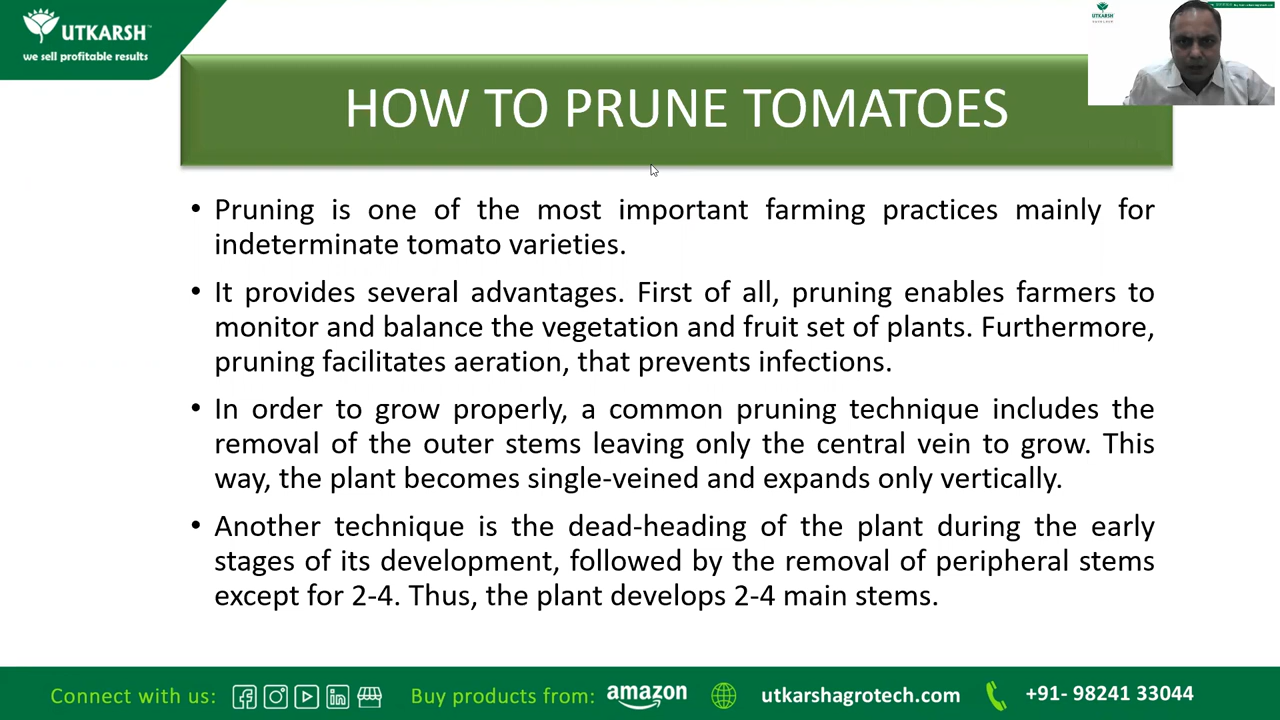 UTKARSH
we sell profitable results
UTKARSH
HOW TO PRUNE TOMATOES
• Pruning is one of the most important farming practices mainly for
indeterminate tomato varieties.
• It provides several advantages. First of all, pruning enables farmers to
monitor and balance the vegetation and fruit set of plants. Furthermore,
pruning facilitates aeration, that prevents infections.
• In order to grow properly, a common pruning technique includes the
removal of the outer stems leaving only the central vein to grow. This
way, the plant becomes single-veined and expands only vertically.
• Another technique is the dead-heading of the plant during the early
stages of its development, followed by the removal of peripheral stems
except for 2-4. Thus, the plant develops 2-4 main stems.
Connect with us:
Buy products from: amazon
utkarshagrotech.com
+91- 98241 33044